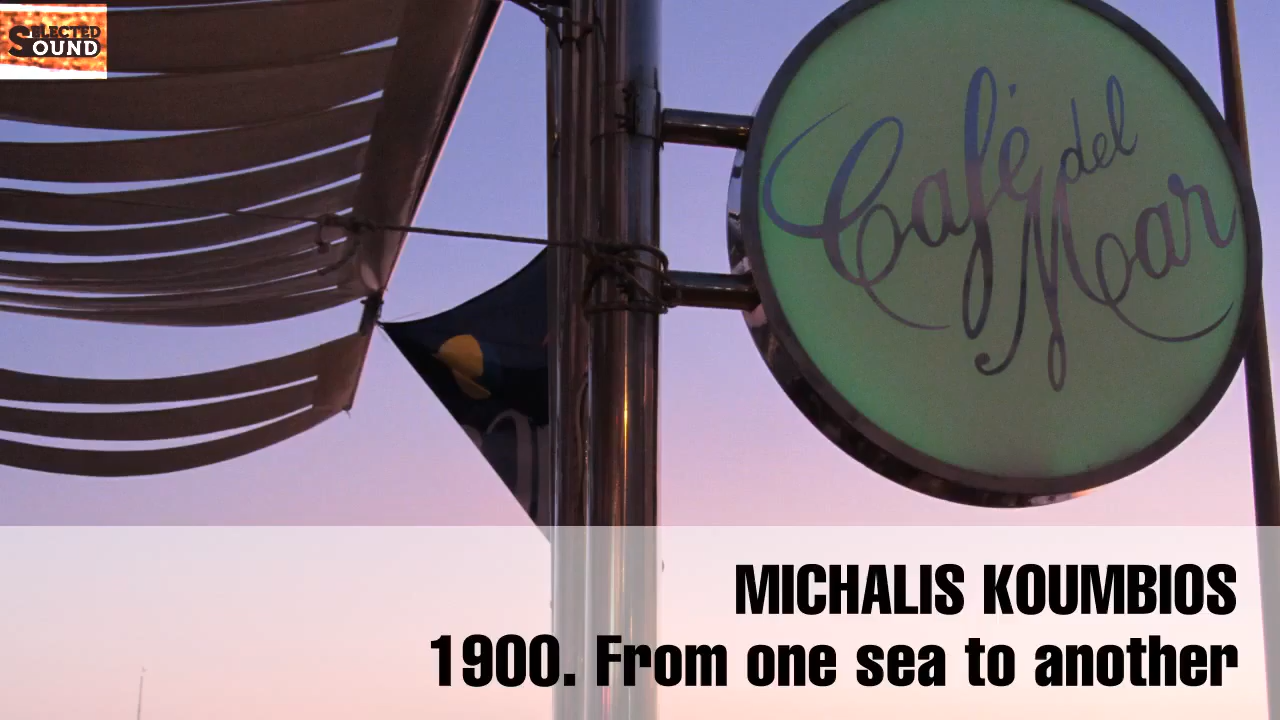 SELECTED
SOUND
Café del
Mar
MICHALIS KOUMBIOS
1900. From one sea to another